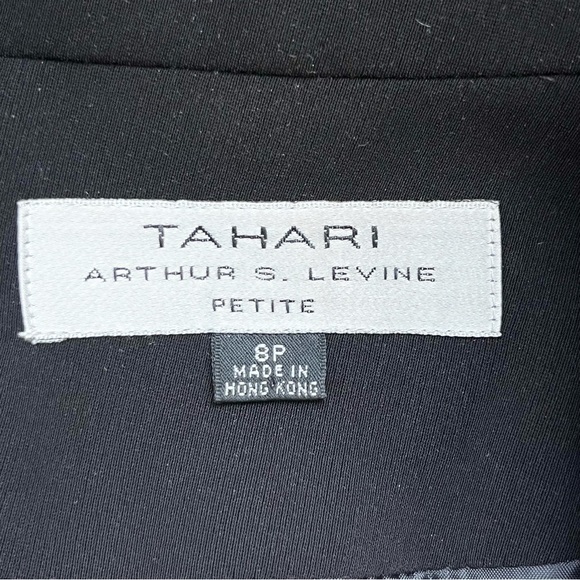 TAHARI
ARTHUR S. LEVINE
PETITE
8P
MADE IN
HONG KONG